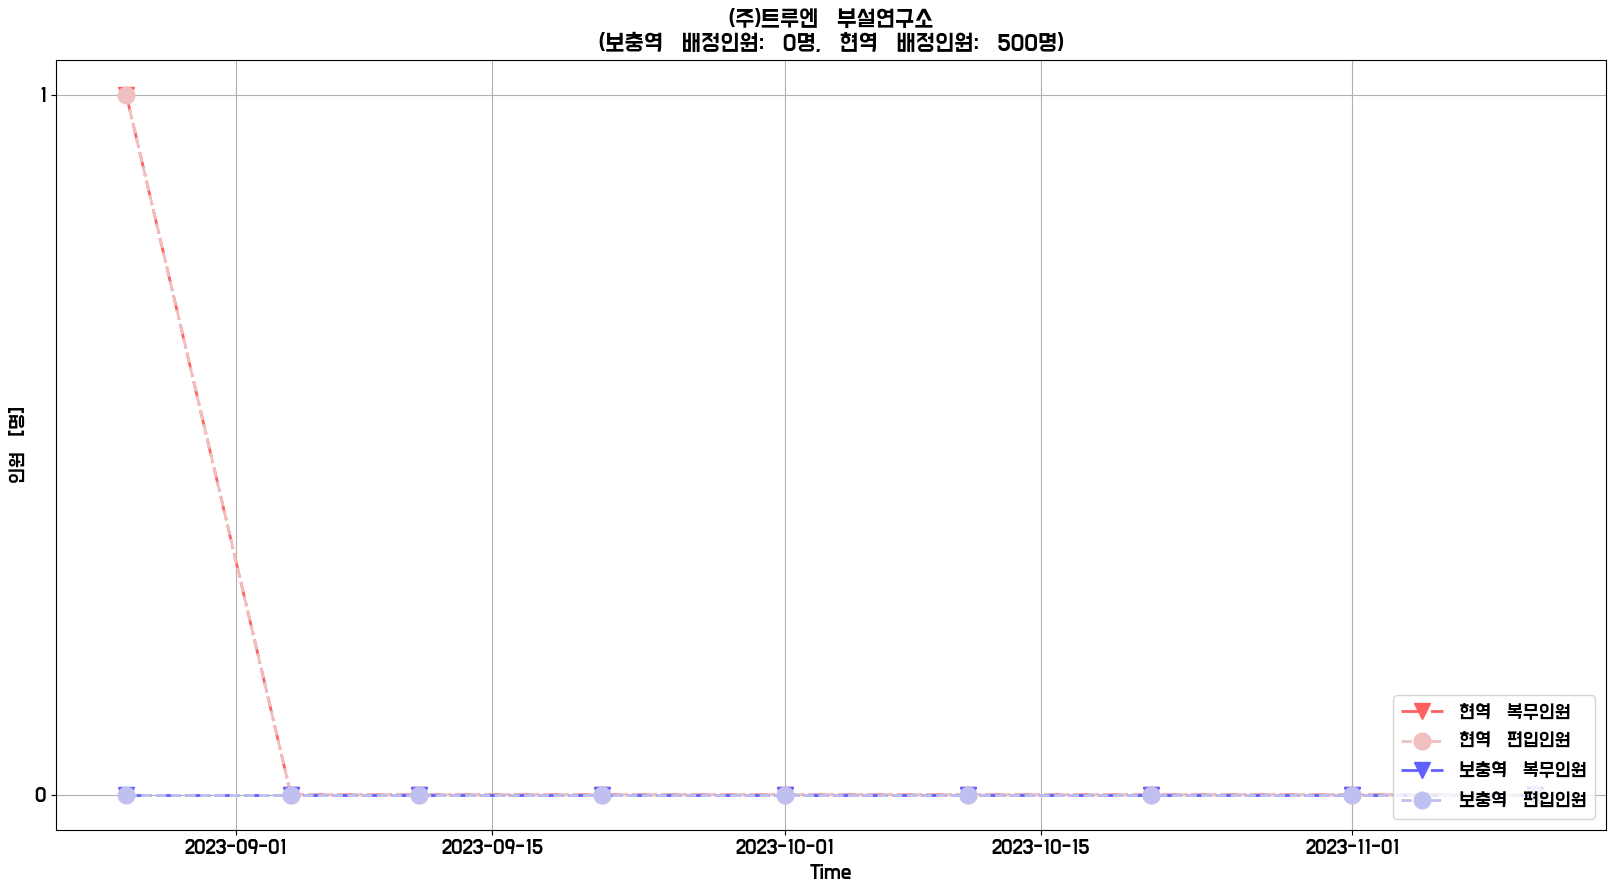 (주)트루엔 부설연구소
(보충역 배정인원: 0명, 현역 배정인원: 500명)
인원 [명]
1
0
현역 복무인원
현역 편입인원
보충역 복무인원
보충역 편입인원
2023-09-01 2023-09-15 2023-10-01 2023-10-15 2023-11-01
Time